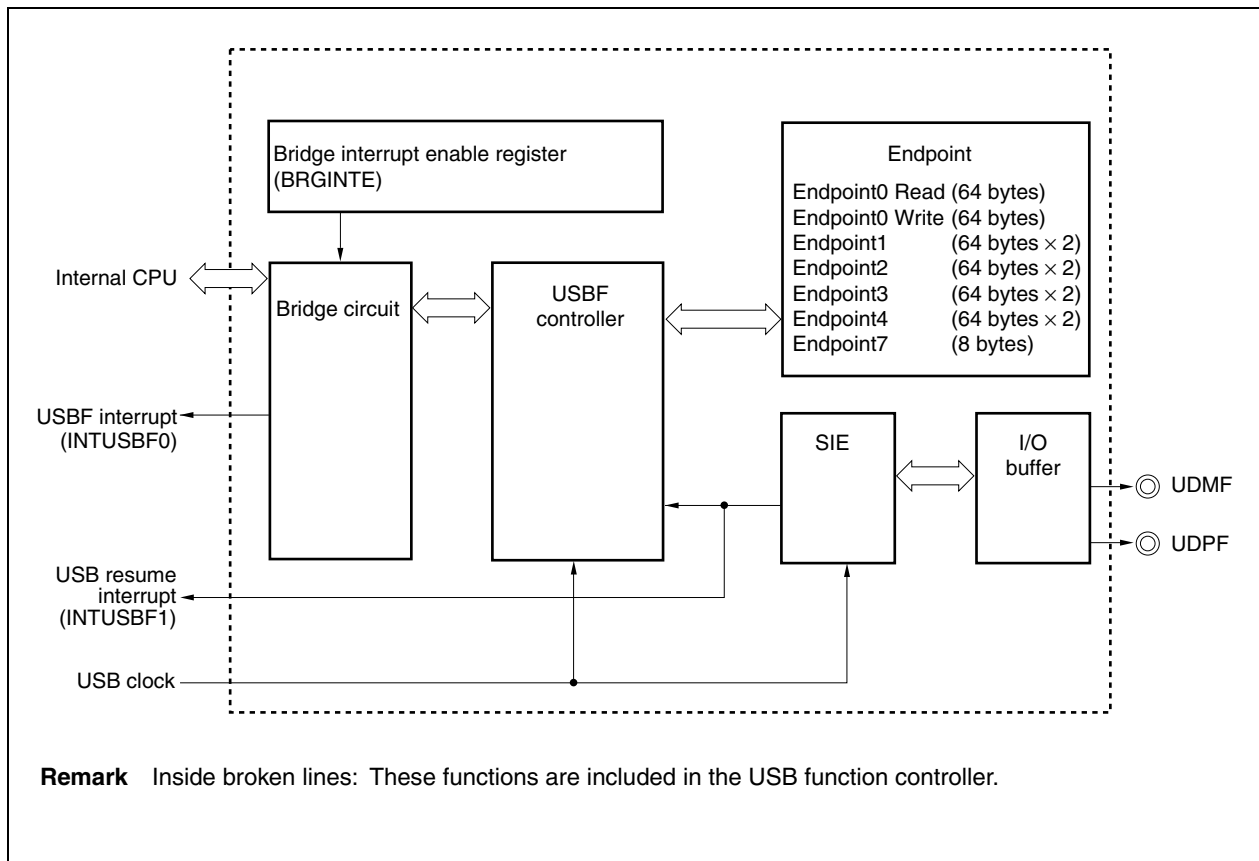 Bridge interrupt enable register
(BRGINTE)
Endpoint
Endpoint0 Read (64 bytes)
Endpoint0 Write (64 bytes)
Endpoint1 (64 bytes × 2)
Endpoint2 (64 bytes × 2)
Endpoint3 (64 bytes × 2)
Endpoint4 (64 bytes × 2)
Endpoint7 (8 bytes)
Internal CPU
Bridge circuit
USBF
controller
USBF interrupt
(INTUSBF0)
SIE
I/O
buffer
UDMF
UDPF
USB resume
interrupt
(INTUSBF1)
USB clock
Remark Inside broken lines: These functions are included in the USB function controller.